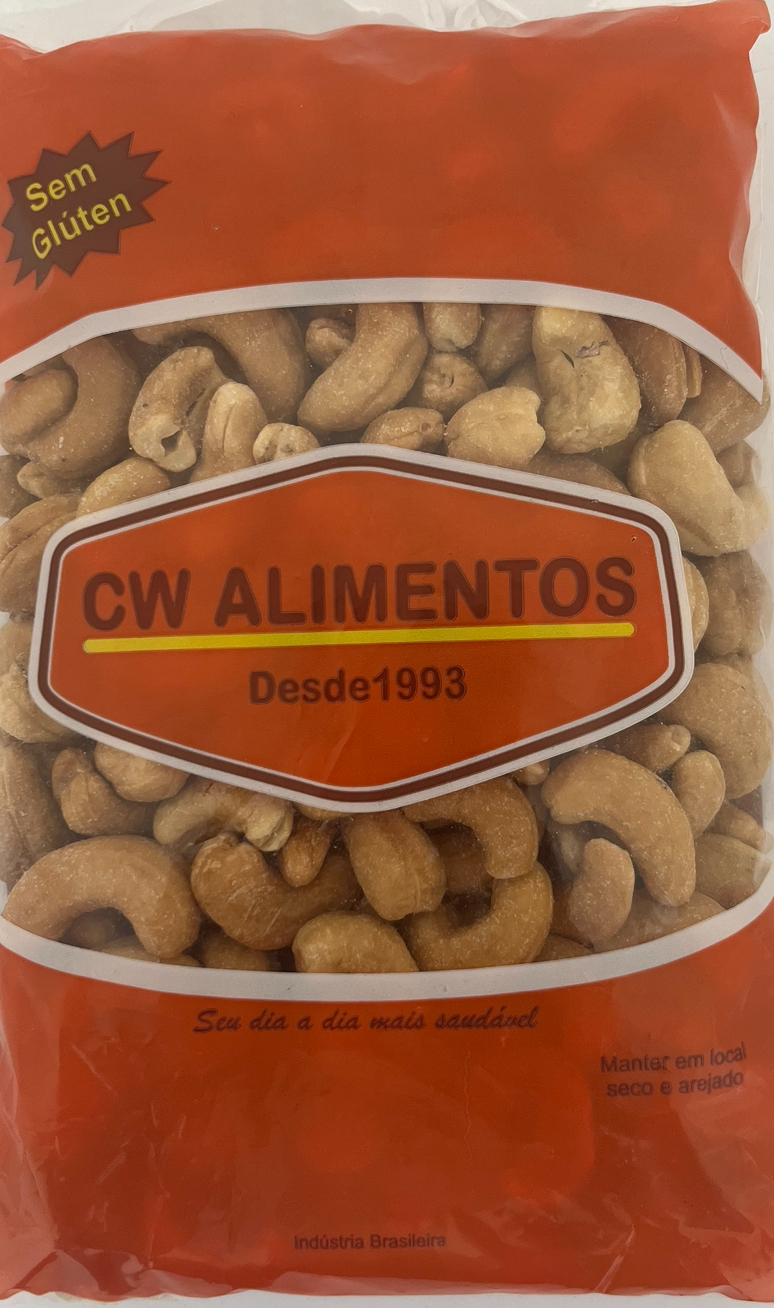 Sem
Glúten
CW ALIMENTOS
Desde1993
Seu dia a dia mais saudável
Manter em local
seco e arejado
Indústria Brasileira